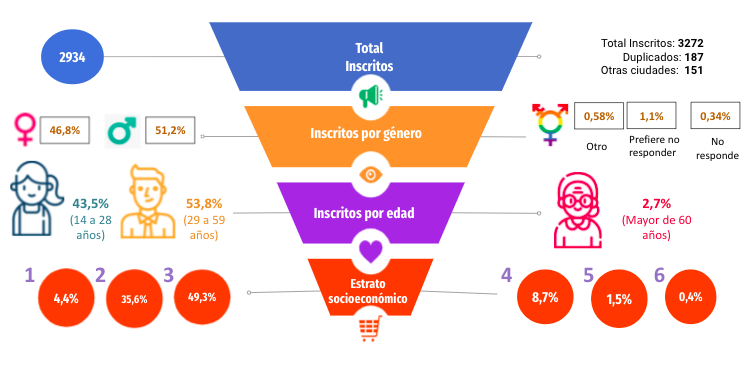 2934
Total
Inscritos
Total Inscritos: 3272
Duplicados: 187
Otras ciudades: 151
46,8%
51,2%
Inscritos por género
0,58%
1,1%
0,34%
Otro
Prefiere no
responder
No
responde
43,5%
(14 a 28
años)
53,8%
(29 a 59
años)
Inscritos por edad
2,7%
(Mayor de 60
años)
1
4,4%
2
35,6%
3
49,3%
Estrato
socioeconómico
4
8,7%
5
1,5%
6
0,4%